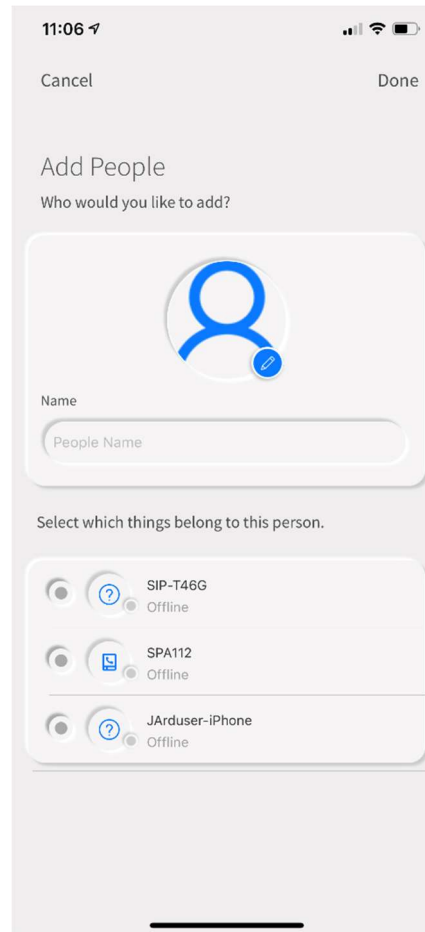 11:06
Cancel Done
Add People
Who would you like to add?
Name
People Name
Select which things belong to this person.
SIP-T46G
Offline
SPA112
Offline
JArduser-iPhone
Offline